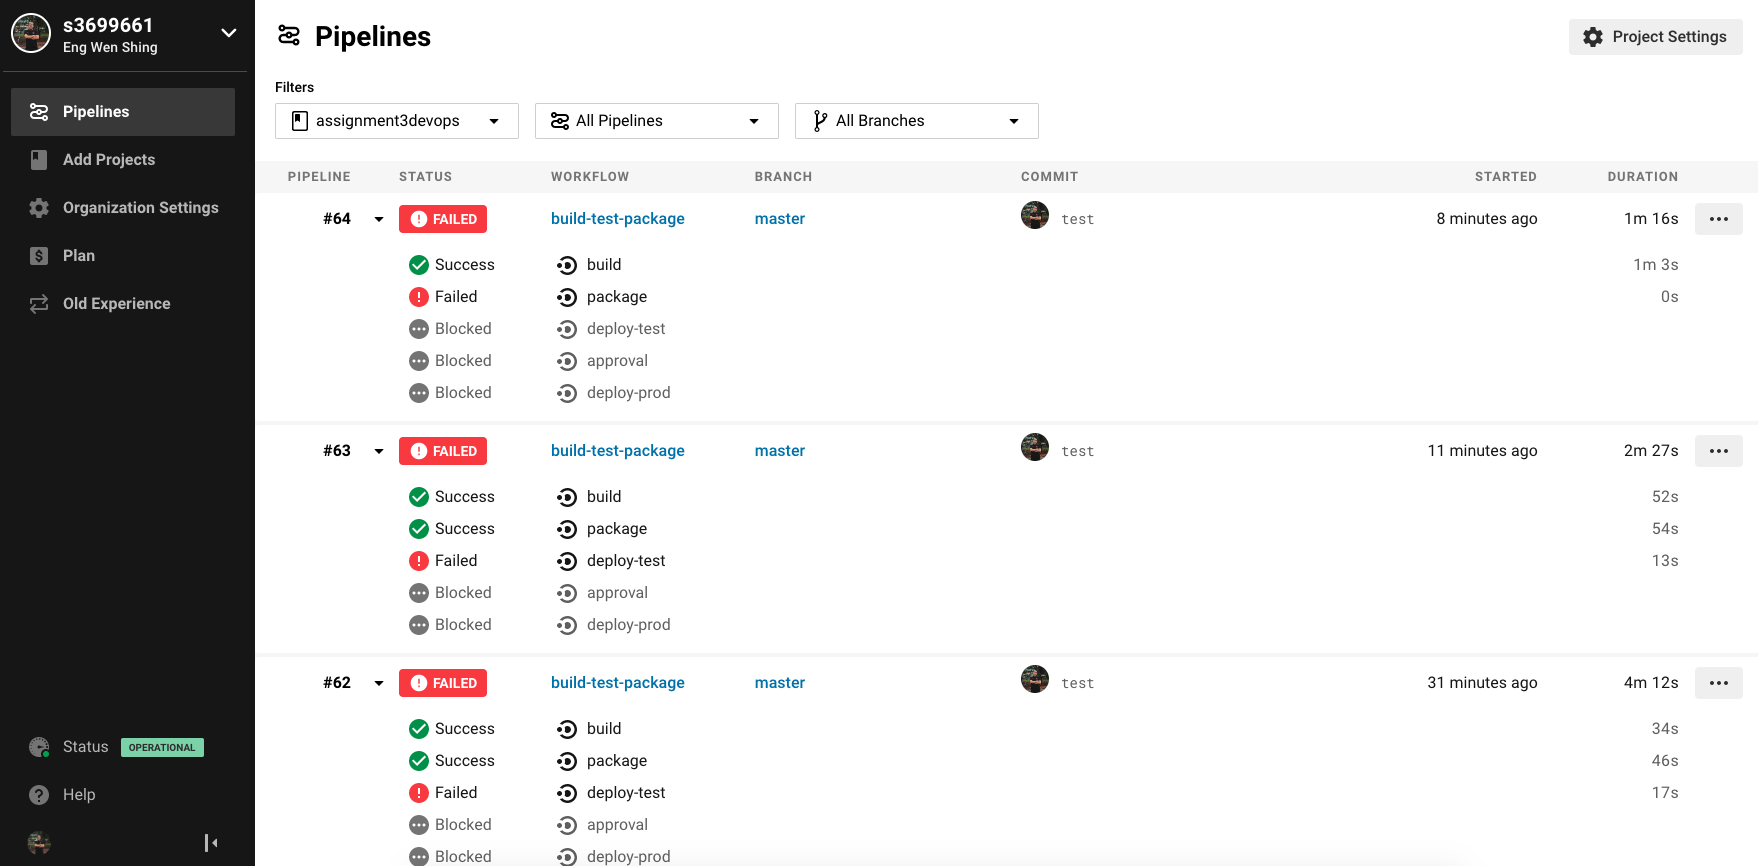 s3699661
Eng Wen Shing
Pipelines
Add Projects
Organization Settings
Plan
Old Experience
Status OPERATIONAL
Help
Pipelines
Project Settings
Filters
assignment3devops All Pipelines All Branches
PIPELINE STATUS WORKFLOW BRANCH COMMIT STARTED DURATION
#64 FAILED build-test-package master test 8 minutes ago 1m 16s
Success build 1m 3s
Failed package 0s
Blocked deploy-test
Blocked approval
Blocked deploy-prod
#63 FAILED build-test-package master test 11 minutes ago 2m 27s
Success build 52s
Success package 54s
Failed deploy-test 13s
Blocked approval
Blocked deploy-prod
#62 FAILED build-test-package master test 31 minutes ago 4m 12s
Success build 34s
Success package 46s
Failed deploy-test 17s
Blocked approval
Blocked deploy-prod